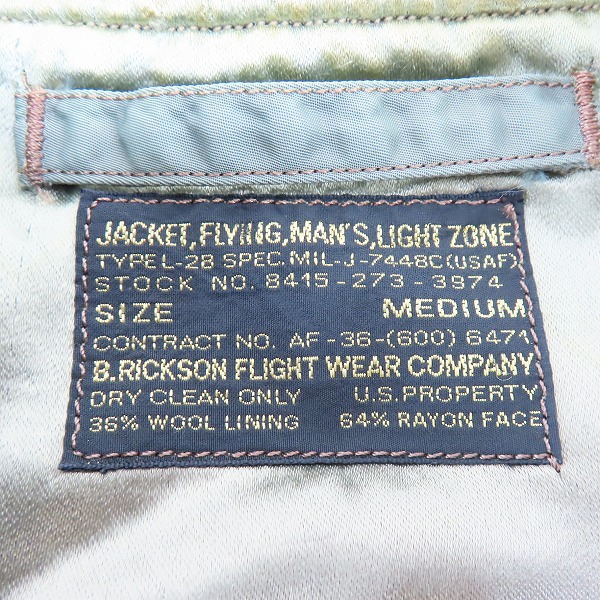 JACKET,FLYING,MAN'S,LIGHT ZONE
TYPE L-2B SPEC.MIL-J-7448C(USAF)
STOCK NO. 8415-273-3974
SIZE MEDIUM
CONTRACT NO. AF-36-(600) 6471
B.RICKSON FLIGHT WEAR COMPANY
DRY CLEAN ONLY U.S.PROPERTY
36% WOOL LINING 64% RAYON FACE